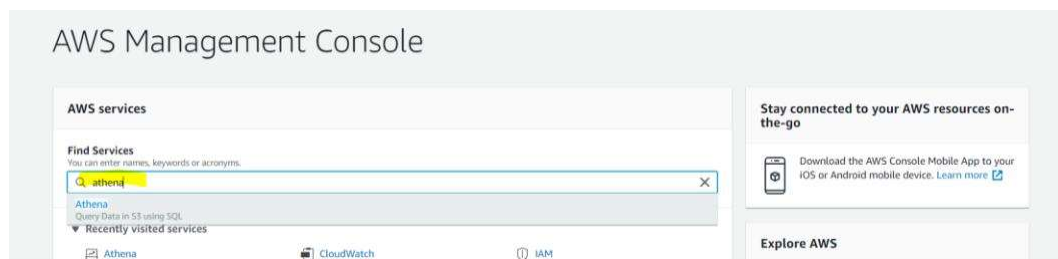 AWS Management Console
AWS services
Find Services
You can enter names, keywords or acronyms.
athena
Athena
Query Data in S3 using SQL
Recently visited services
Athena
CloudWatch
IAM
Stay connected to your AWS resources on-
the-go
Download the AWS Console Mobile App to your
iOS or Android mobile device. Learn more
Explore AWS